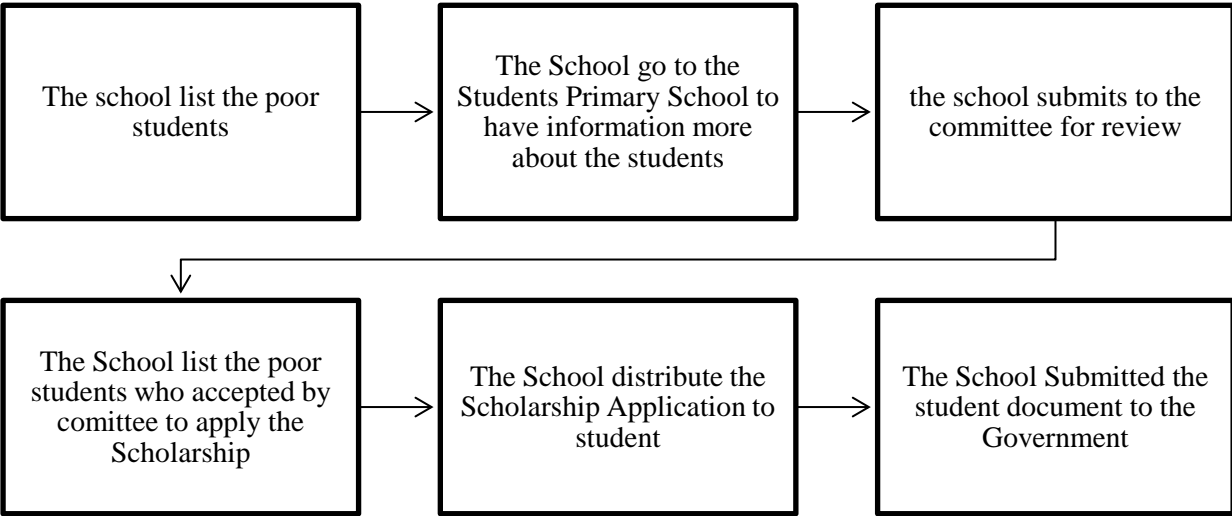 The school list the poor
students
The School go to the
Students Primary School to
have information more
about the students
the school submits to the
committee for review
The School list the poor
students who accepted by
comittee to apply the
Scholarship
The School distribute the
Scholarship Application to
student
The School Submitted the
student document to the
Government